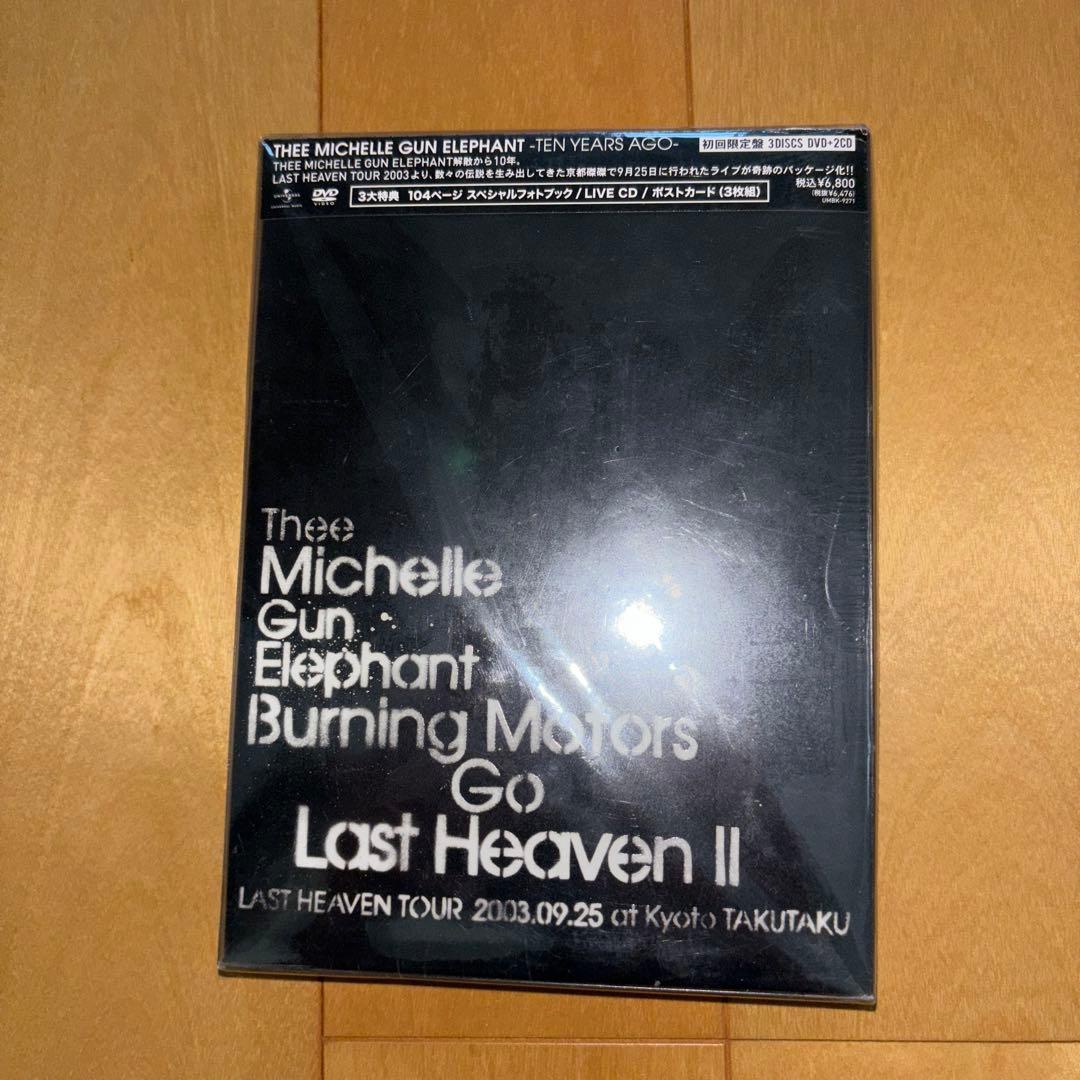 THEE MICHELLE GUN ELEPHANT -TEN YEARS AGO- 初回限定盤 3DISCS DVD+2CD
THEE MICHELLE GUN ELEPHANT解散から10年。
LAST HEAVEN TOUR 2003より、数々の伝説を生み出してきた京都磔磔で9月25日に行われたライブが奇跡のパッケージ化!!
税込¥6,800
(税抜¥6,476)
UMBK-9271
UNIVERSAL
UNIVERSAL MUSIC
DVD
VIDEO
3大特典 104ページ スペシャルフォトブック / LIVE CD / ポストカード (3枚組)
Thee
Michelle
Gun
Elephant
Burning Motors
Go
Last Heaven II
LAST HEAVEN TOUR 2003.09.25 at Kyoto TAKUTAKU